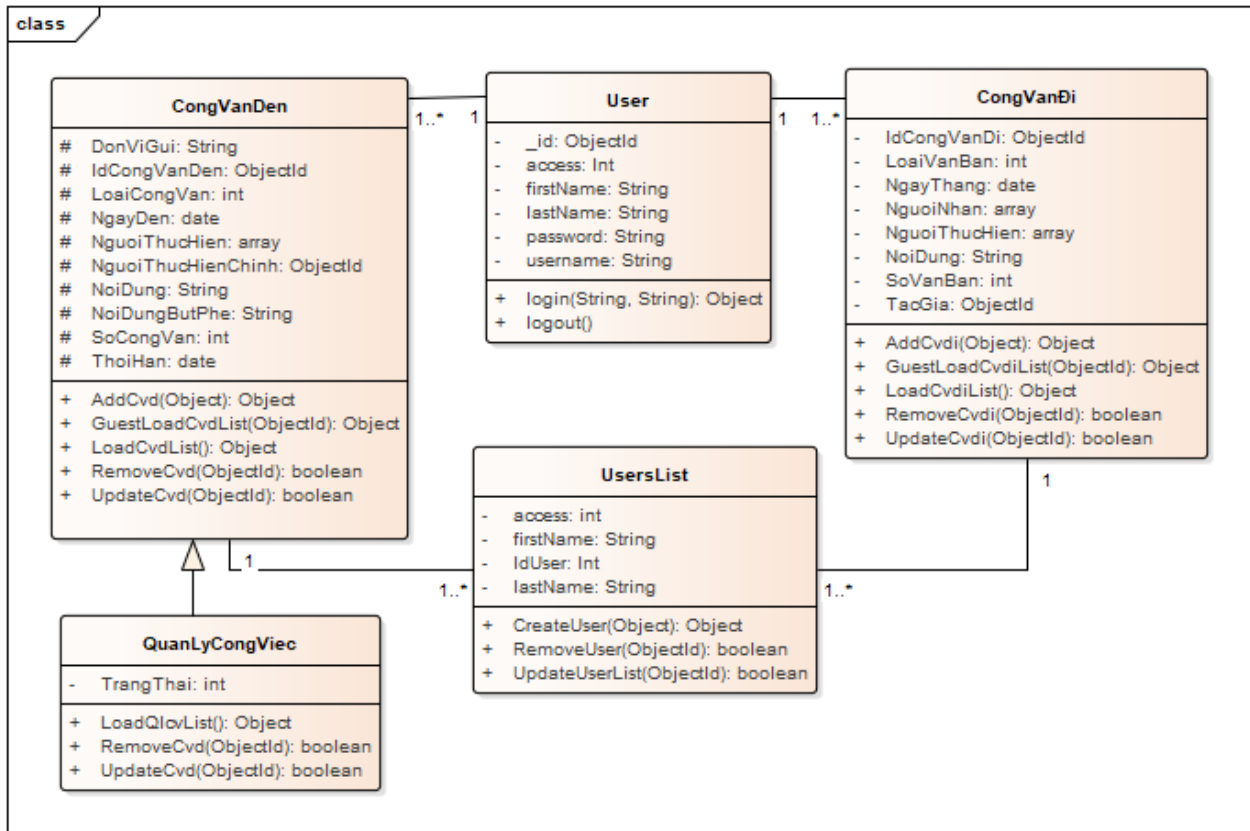 class
CongVanDen
# DonViGui: String
# IdCongVanDen: ObjectId
# LoaiCongVan: int
# NgayDen: date
# NguoiThucHien: array
# NguoiThucHienChinh: ObjectId
# NoiDung: String
# NoiDungButPhe: String
# SoCongVan: int
# ThoiHan: date
+ AddCvd(Object): Object
+ GuestLoadCvdList(ObjectId): Object
+ LoadCvdList(): Object
+ RemoveCvd(ObjectId): boolean
+ UpdateCvd(ObjectId): boolean
1..*
1
User
- _id: ObjectId
- access: Int
- firstName: String
- lastName: String
- password: String
- username: String
+ login(String, String): Object
+ logout()
1
1..*
CongVanĐi
- IdCongVanDi: ObjectId
- LoaiVanBan: int
- NgayThang: date
- NguoiNhan: array
- NguoiThucHien: array
- NoiDung: String
- SoVanBan: int
- TacGia: ObjectId
+ AddCvdi(Object): Object
+ GuestLoadCvdiList(ObjectId): Object
+ LoadCvdiList(): Object
+ RemoveCvdi(ObjectId): boolean
+ UpdateCvdi(ObjectId): boolean
1
UsersList
- access: int
- firstName: String
- IdUser: Int
- lastName: String
+ CreateUser(Object): Object
+ RemoveUser(ObjectId): boolean
+ UpdateUserList(ObjectId): boolean
1
1..*
1..*
QuanLyCongViec
- TrangThai: int
+ LoadQlcvList(): Object
+ RemoveCvd(ObjectId): boolean
+ UpdateCvd(ObjectId): boolean